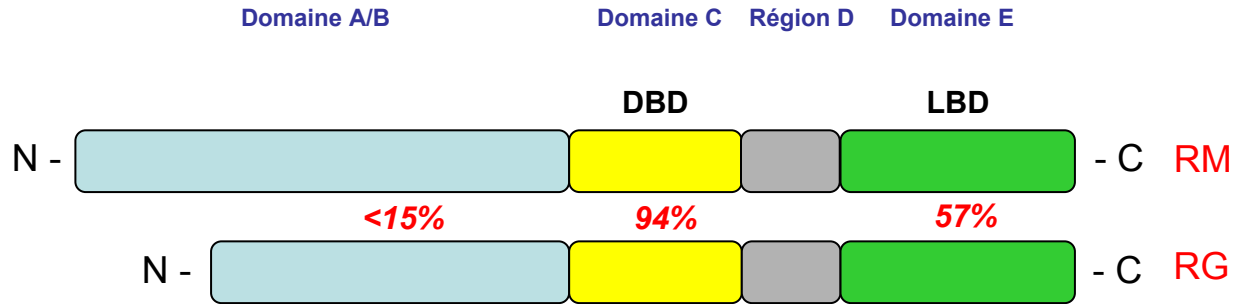 Domaine A/B Domaine C Région D Domaine E
DBD LBD
N - - C RM
<15% 94% 57%
N - - C RG